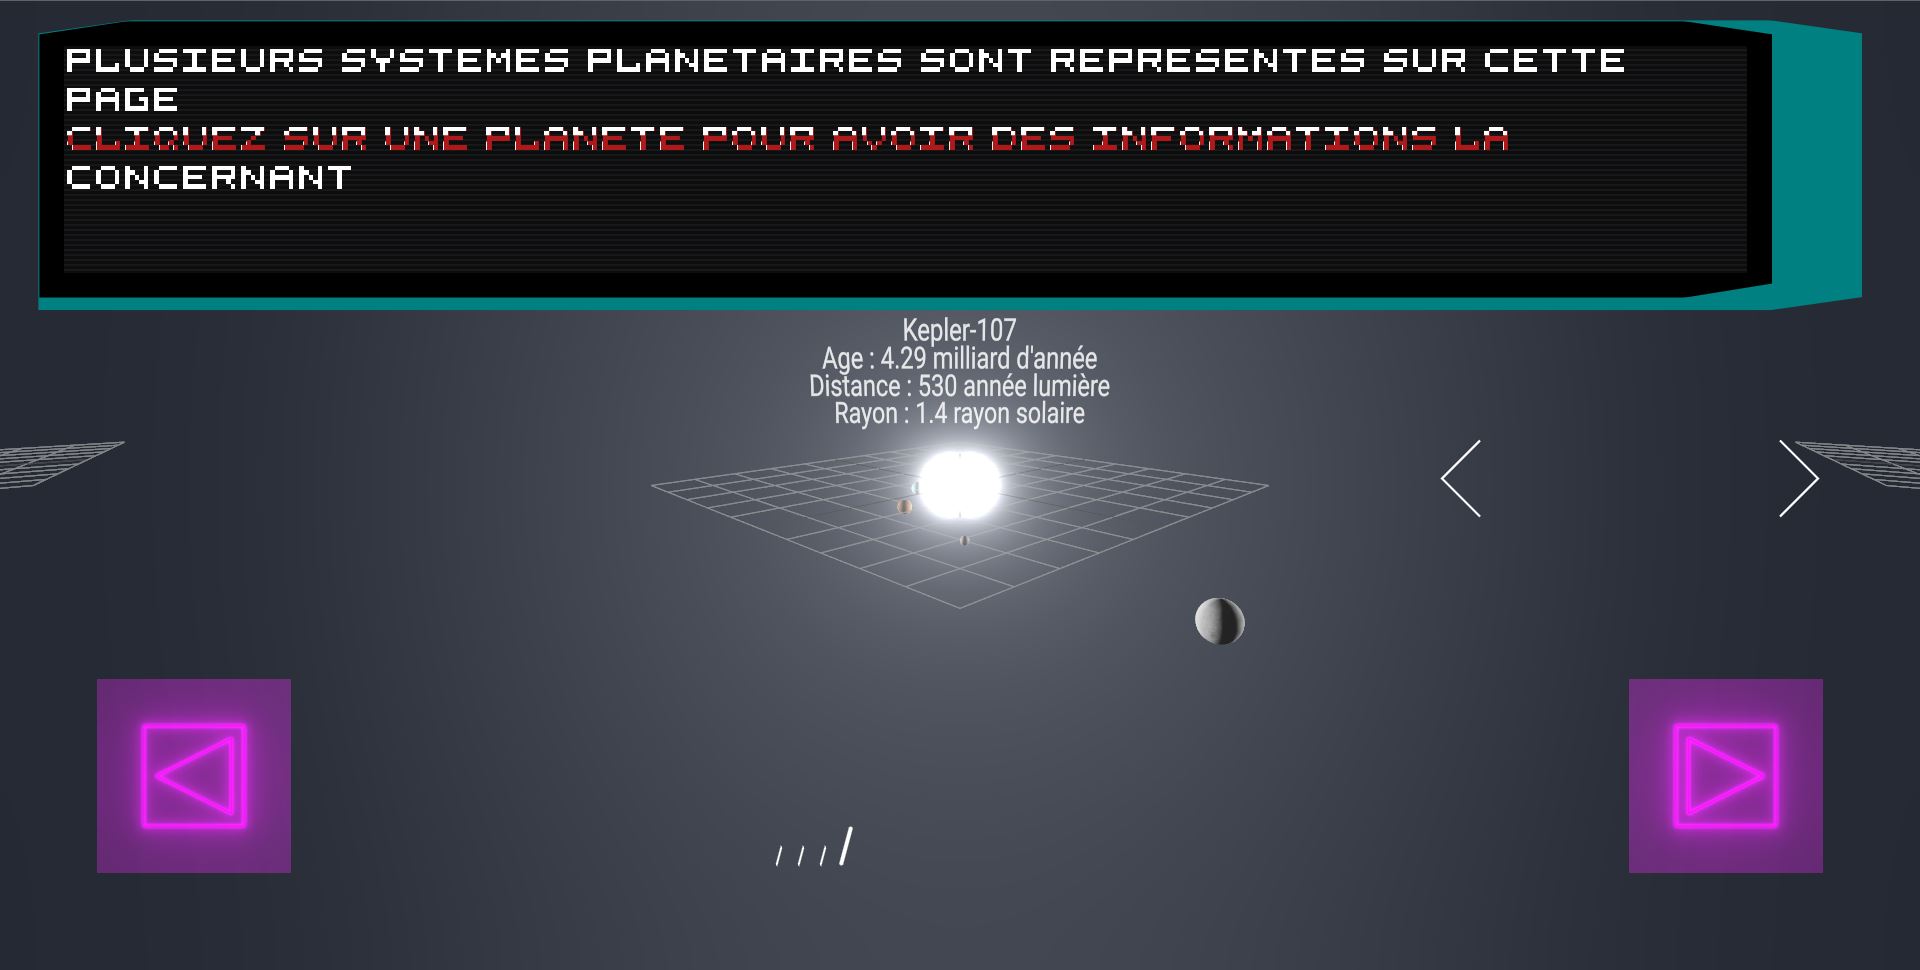 PLUSIEURS SYSTEMES PLANETAIRES SONT REPRESENTES SUR CETTE
PAGE
CLIQUEZ SUR UNE PLANETE POUR AVOIR DES INFORMATIONS LA
CONCERNANT
Kepler-107
Age : 4.29 milliard d'année
Distance : 530 année lumière
Rayon : 1.4 rayon solaire